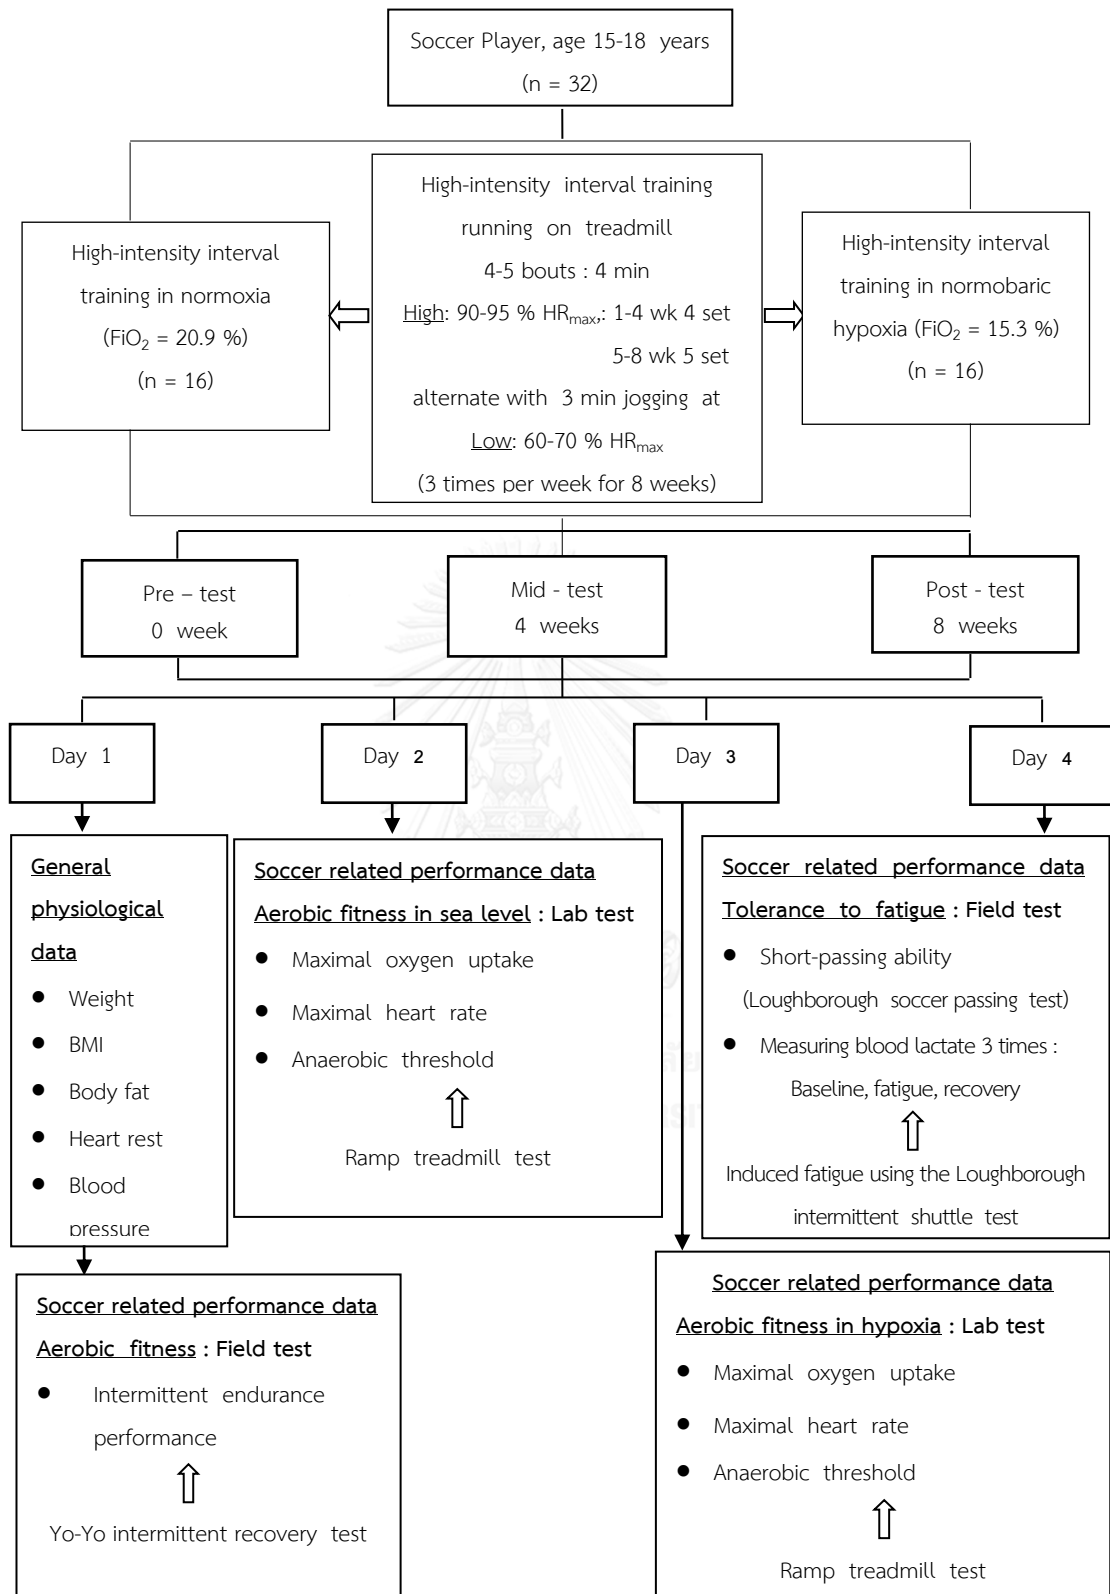 Soccer Player, age 15-18 years
(n = 32)
High-intensity interval
training in normoxia
(FiO₂ = 20.9 %)
(n = 16)
High-intensity interval training
running on treadmill
4-5 bouts : 4 min
High: 90-95 % HRmax,: 1-4 wk 4 set
5-8 wk 5 set
alternate with 3 min jogging at
Low: 60-70 % HRmax
(3 times per week for 8 weeks)
High-intensity interval
training in normobaric
hypoxia (FiO₂ = 15.3 %)
(n = 16)
Pre – test
0 week
Mid - test
4 weeks
Post - test
8 weeks
Day 1
Day 2
Day 3
Day 4
General
physiological
data
● Weight
● BMI
● Body fat
● Heart rest
● Blood
pressure
Soccer related performance data
Aerobic fitness : Field test
● Intermittent endurance
performance
Yo-Yo intermittent recovery test
Soccer related performance data
Aerobic fitness in sea level : Lab test
● Maximal oxygen uptake
● Maximal heart rate
● Anaerobic threshold
Ramp treadmill test
Soccer related performance data
Aerobic fitness in hypoxia : Lab test
● Maximal oxygen uptake
● Maximal heart rate
● Anaerobic threshold
Ramp treadmill test
Soccer related performance data
Tolerance to fatigue : Field test
● Short-passing ability
(Loughborough soccer passing test)
● Measuring blood lactate 3 times :
Baseline, fatigue, recovery
Induced fatigue using the Loughborough
intermittent shuttle test